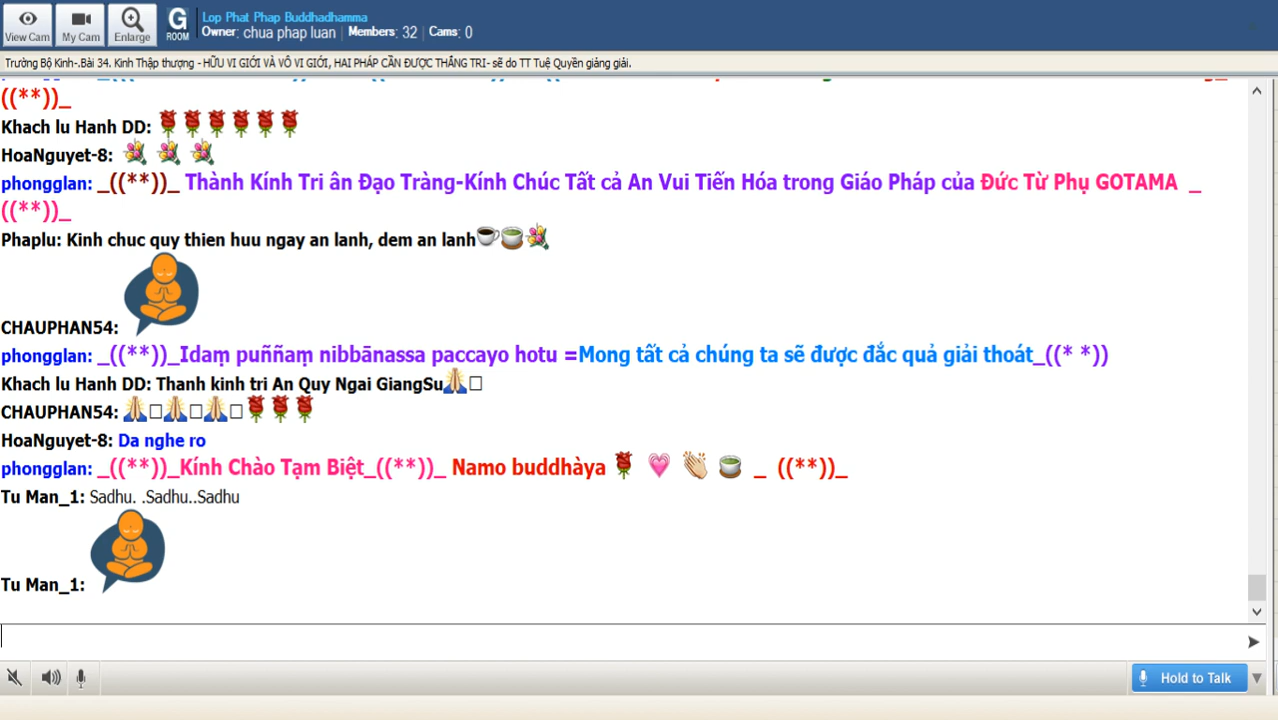 View Cam
My Cam
Enlarge
G
ROOM
Lop Phat Phap Buddhadhamma
Owner: chua phap luan | Members: 32 | Cams: 0
Trường Bộ Kinh-.Bài 34. Kinh Thập thượng - HỮU VI GIỚI VÀ VÔ VI GIỚI, HAI PHÁP CẦN ĐƯỢC THẮNG TRI- sẽ do TT Tuệ Quyền giảng giải.
((**))_
Khach lu Hanh DD:
HoaNguyet-8:
phongglan: _((**))_ Thành Kính Tri ân Đạo Tràng-Kính Chúc Tất cả An Vui Tiến Hóa trong Giáo Pháp của Đức Từ Phụ GOTAMA _
((**))_
Phaplu: Kinh chuc quy thien huu ngay an lanh, dem an lanh
CHAUPHAN54:
phongglan: _((**))_Idaṃ puññaṃ nibbānassa paccayo hotu =Mong tất cả chúng ta sẽ được đắc quả giải thoát_((* *))
Khach lu Hanh DD: Thanh kinh tri An Quy Ngai GiangSu
CHAUPHAN54:
HoaNguyet-8: Da nghe ro
phongglan: _((**))_Kính Chào Tạm Biệt_((**))_ Namo buddhàya _ ((**))_
Tu Man_1: Sadhu. .Sadhu..Sadhu
Tu Man_1:
Hold to Talk